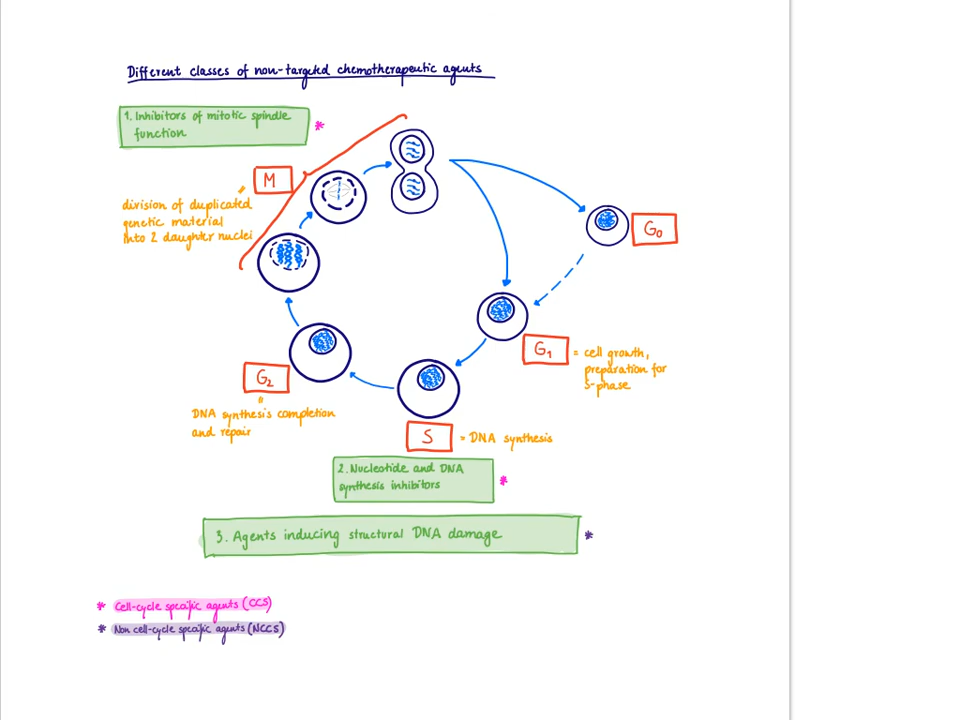 Different classes of non-targeted chemotherapeutic agents
1. Inhibitors of mitotic spindle
function *
M
=
division of duplicated
genetic material
into 2 daughter nuclei
G0
G1 = cell growth,
preparation for
S-phase
G2
=
DNA synthesis completion
and repair
S = DNA synthesis
2. Nucleotide and DNA
synthesis inhibitors *
3. Agents inducing structural DNA damage *
* Cell-cycle specific agents (CCS)
* Non cell-cycle specific agents (NCCS)